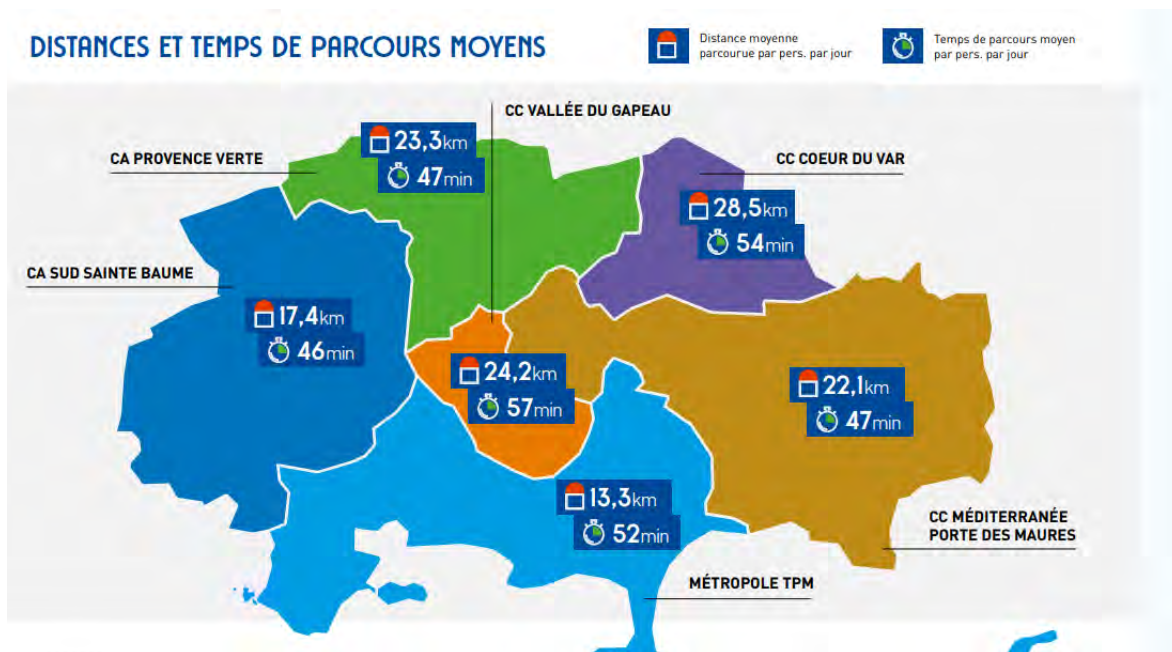 DISTANCES ET TEMPS DE PARCOURS MOYENS
Distance moyenne
parcourue par pers. par jour
Temps de parcours moyen
par pers. par jour
CC VALLÉE DU GAPEAU
CA PROVENCE VERTE
23,3km
47min
CC COEUR DU VAR
28,5km
54min
CA SUD SAINTE BAUME
17,4km
46min
24,2km
57min
22,1km
47min
13,3km
52min
CC MÉDITERRANÉE
PORTE DES MAURES
MÉTROPOLE TPM